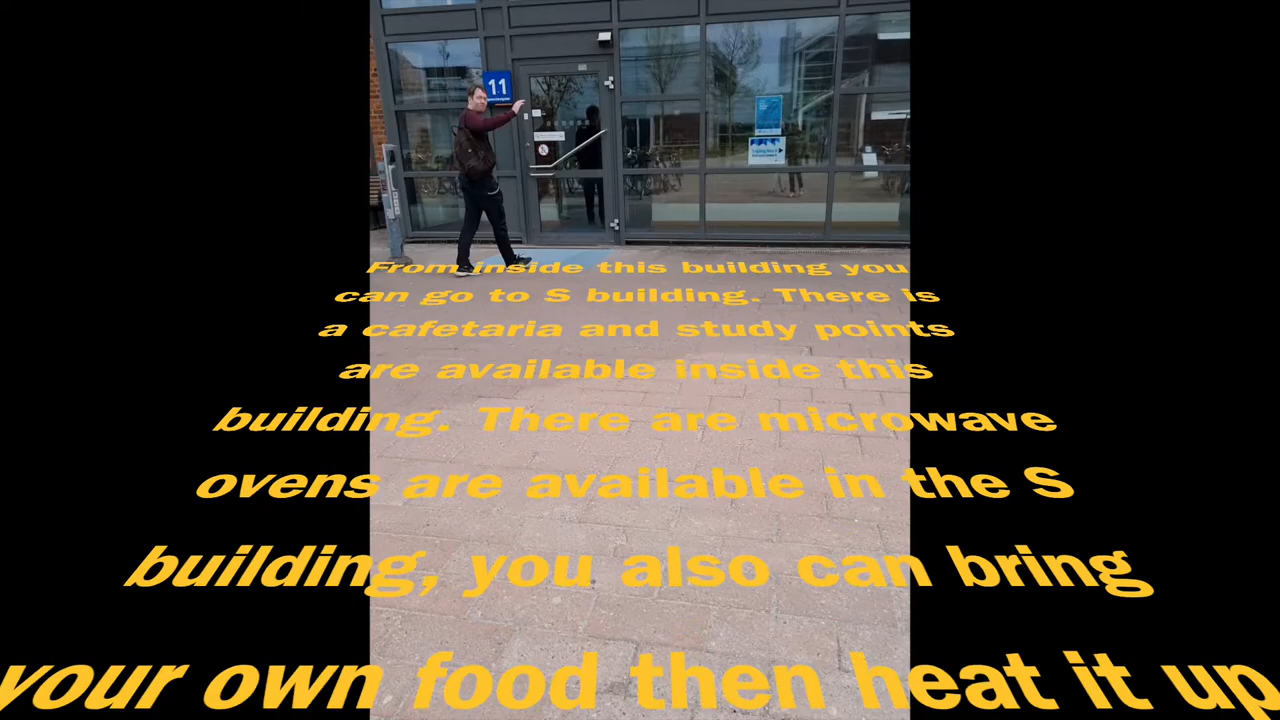 11
From inside this building you
can go to S building. There is
a cafetaria and study points
are available inside this
building. There are microwave
ovens are available in the S
building, you also can bring
your own food then heat it up